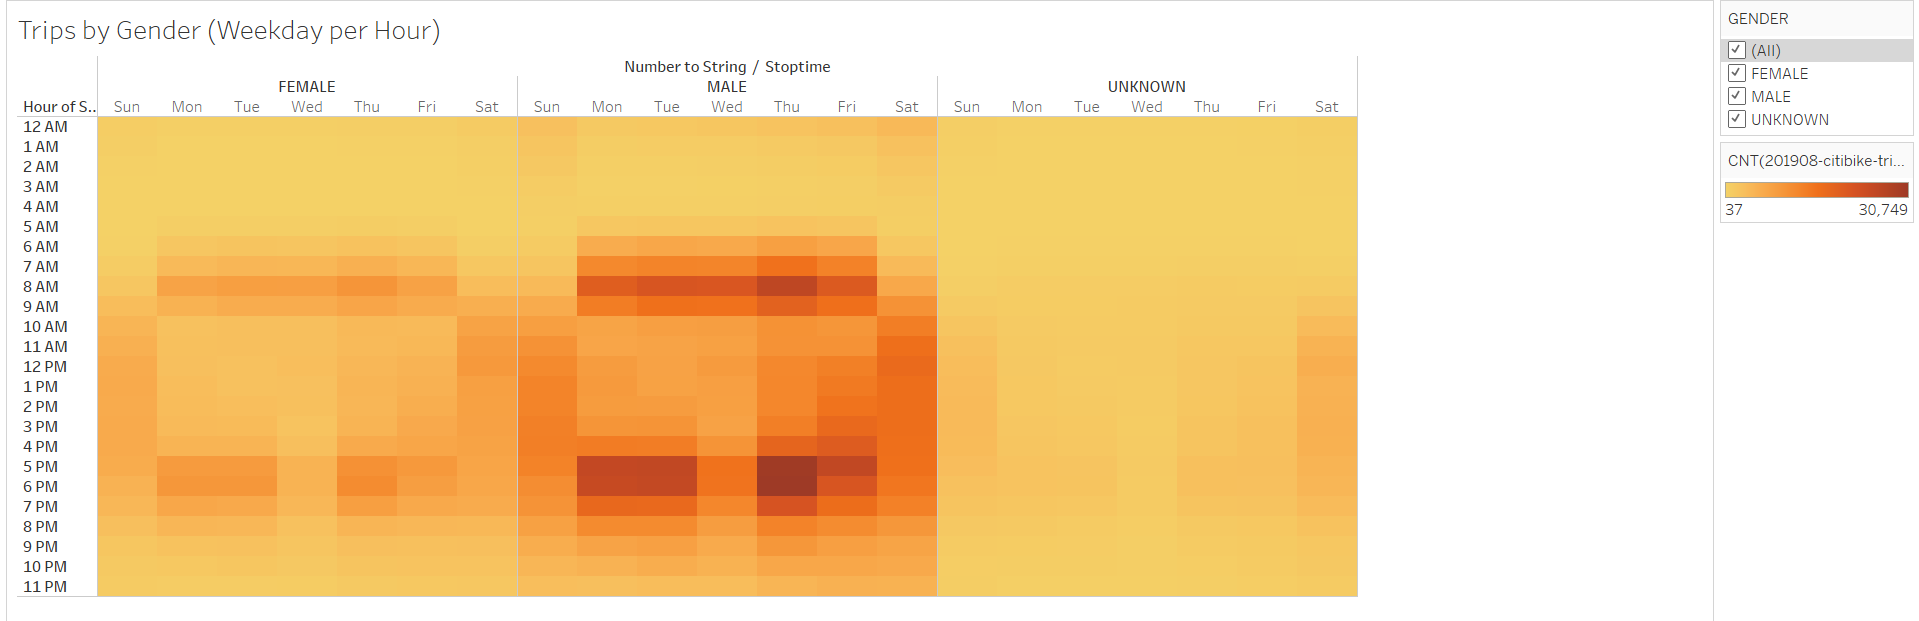 Trips by Gender (Weekday per Hour)
Number to String / Stoptime
FEMALE MALE UNKNOWN
Hour of S.. Sun Mon Tue Wed Thu Fri Sat Sun Mon Tue Wed Thu Fri Sat Sun Mon Tue Wed Thu Fri Sat
12 AM
1 AM
2 AM
3 AM
4 AM
5 AM
6 AM
7 AM
8 AM
9 AM
10 AM
11 AM
12 PM
1 PM
2 PM
3 PM
4 PM
5 PM
6 PM
7 PM
8 PM
9 PM
10 PM
11 PM
GENDER
(All)
FEMALE
MALE
UNKNOWN
CNT(201908-citibike-tri...
37 30,749